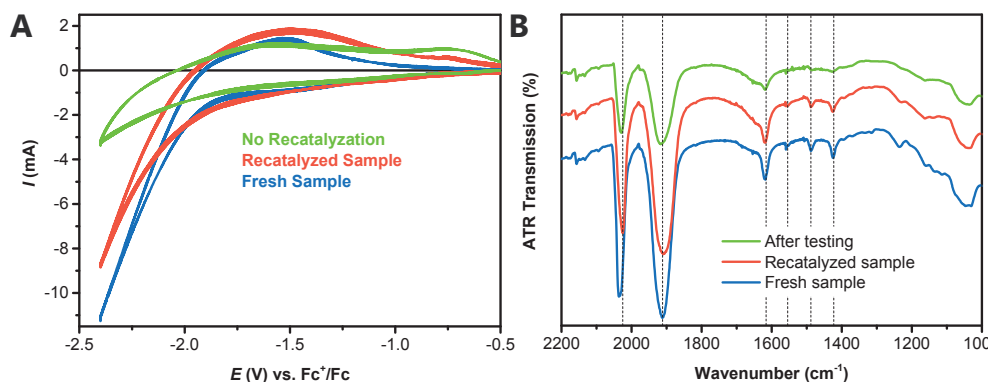 A
2
0
-2
-4
-6
-8
-10
I (mA)
No Recatalyzation
Recatalyzed Sample
Fresh Sample
-2.5
-2.0
-1.5
-1.0
-0.5
E (V) vs. Fc⁺/Fc
B
ATR Transmission (%)
After testing
Recatalyzed sample
Fresh sample
2200
2000
1800
1600
1400
1200
1000
Wavenumber (cm⁻¹)